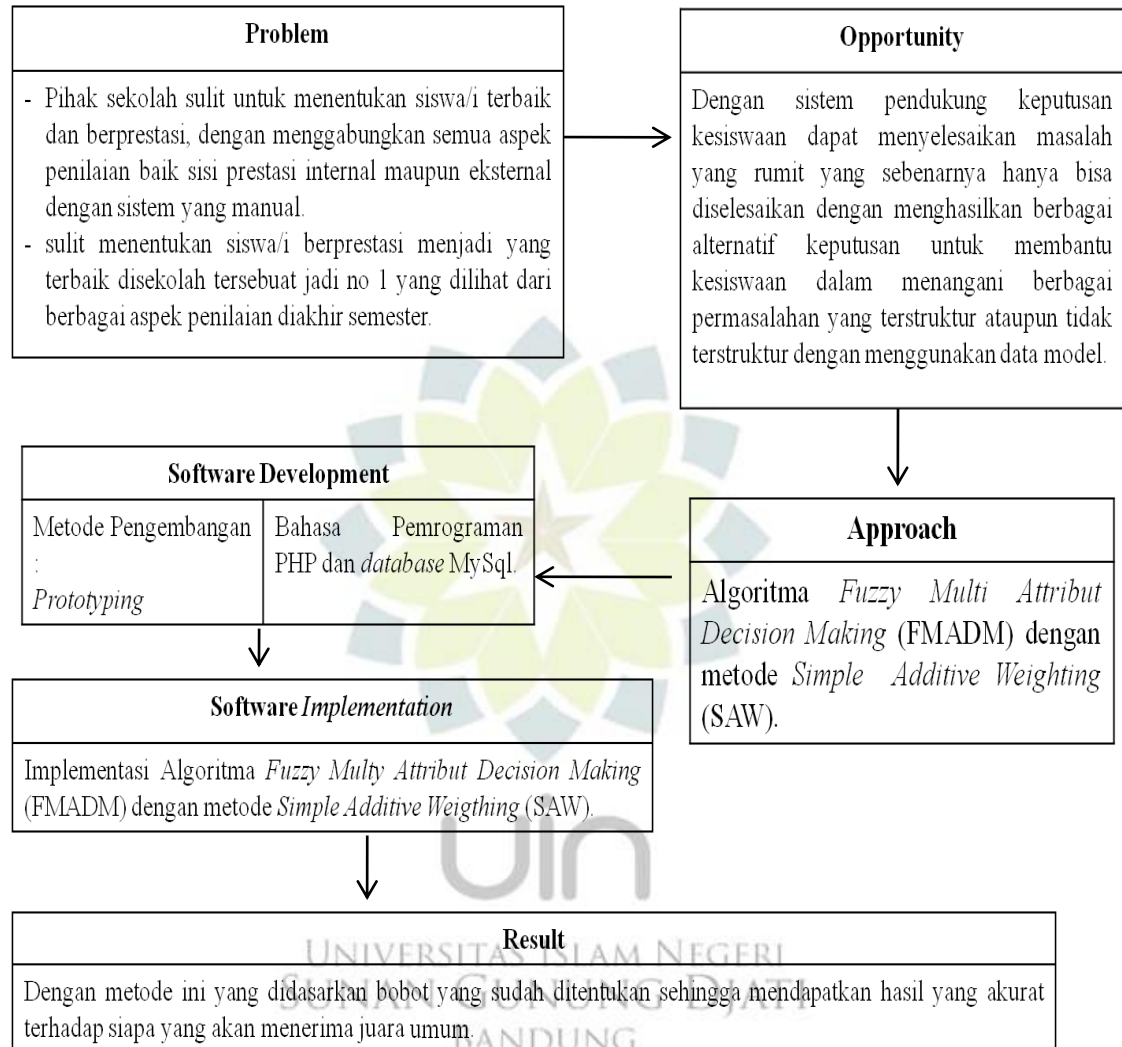 Problem
- Pihak sekolah sulit untuk menentukan siswa/i terbaik
dan berprestasi, dengan menggabungkan semua aspek
penilaian baik sisi prestasi internal maupun eksternal
dengan sistem yang manual.
- sulit menentukan siswa/i berprestasi menjadi yang
terbaik disekolah tersebuat jadi no 1 yang dilihat dari
berbagai aspek penilaian diakhir semester.
Opportunity
Dengan sistem pendukung keputusan
kesiswaan dapat menyelesaikan masalah
yang rumit yang sebenarnya hanya bisa
diselesaikan dengan menghasilkan berbagai
alternatif keputusan untuk membantu
kesiswaan dalam menangani berbagai
permasalahan yang terstruktur ataupun tidak
terstruktur dengan menggunakan data model.
Approach
Algoritma Fuzzy Multi Attribut
Decision Making (FMADM) dengan
metode Simple Additive Weighting
(SAW).
Software Development
Metode Pengembangan
:
Prototyping
Bahasa Pemrograman
PHP dan database MySql.
Software Implementation
Implementasi Algoritma Fuzzy Multy Attribut Decision Making
(FMADM) dengan metode Simple Additive Weigthing (SAW).
uin
Result
UNIVERSITAS ISLAM NEGERI
SUNAN GUNUNG DJATI
BANDUNG
Dengan metode ini yang didasarkan bobot yang sudah ditentukan sehingga mendapatkan hasil yang akurat
terhadap siapa yang akan menerima juara umum.